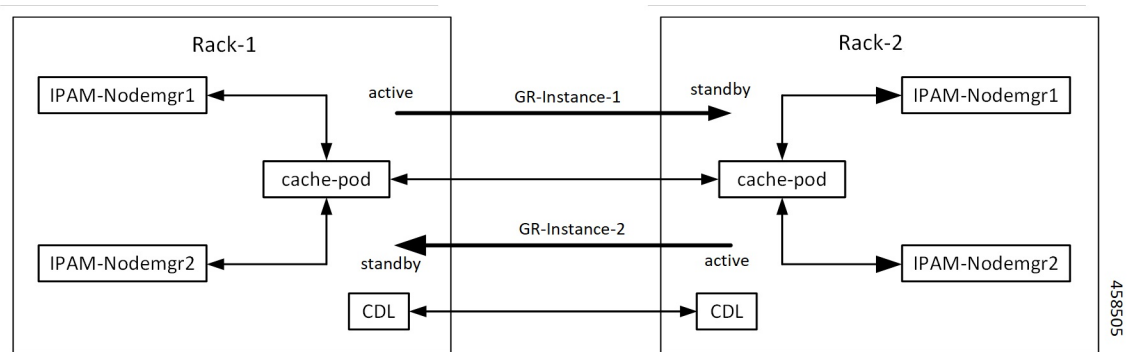 Rack-1
Rack-2
IPAM-Nodemgr1
active
GR-Instance-1
standby
IPAM-Nodemgr1
cache-pod
cache-pod
GR-Instance-2
IPAM-Nodemgr2
standby
active
IPAM-Nodemgr2
CDL
CDL
458505